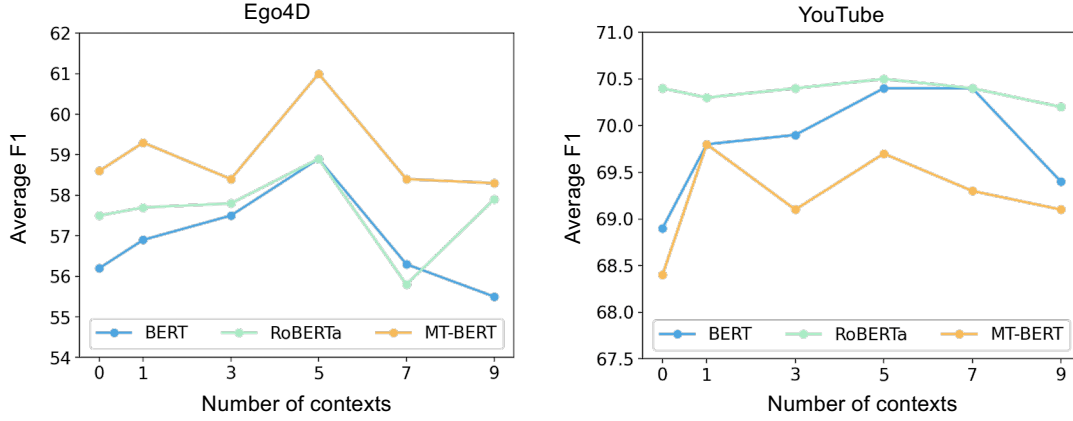 Ego4D
62
61
60
59
58
57
56
55
54
Average F1
BERT RoBERTa MT-BERT
0 1 3 5 7 9
Number of contexts
YouTube
71.0
70.5
70.0
69.5
69.0
68.5
68.0
67.5
Average F1
BERT RoBERTa MT-BERT
0 1 3 5 7 9
Number of contexts